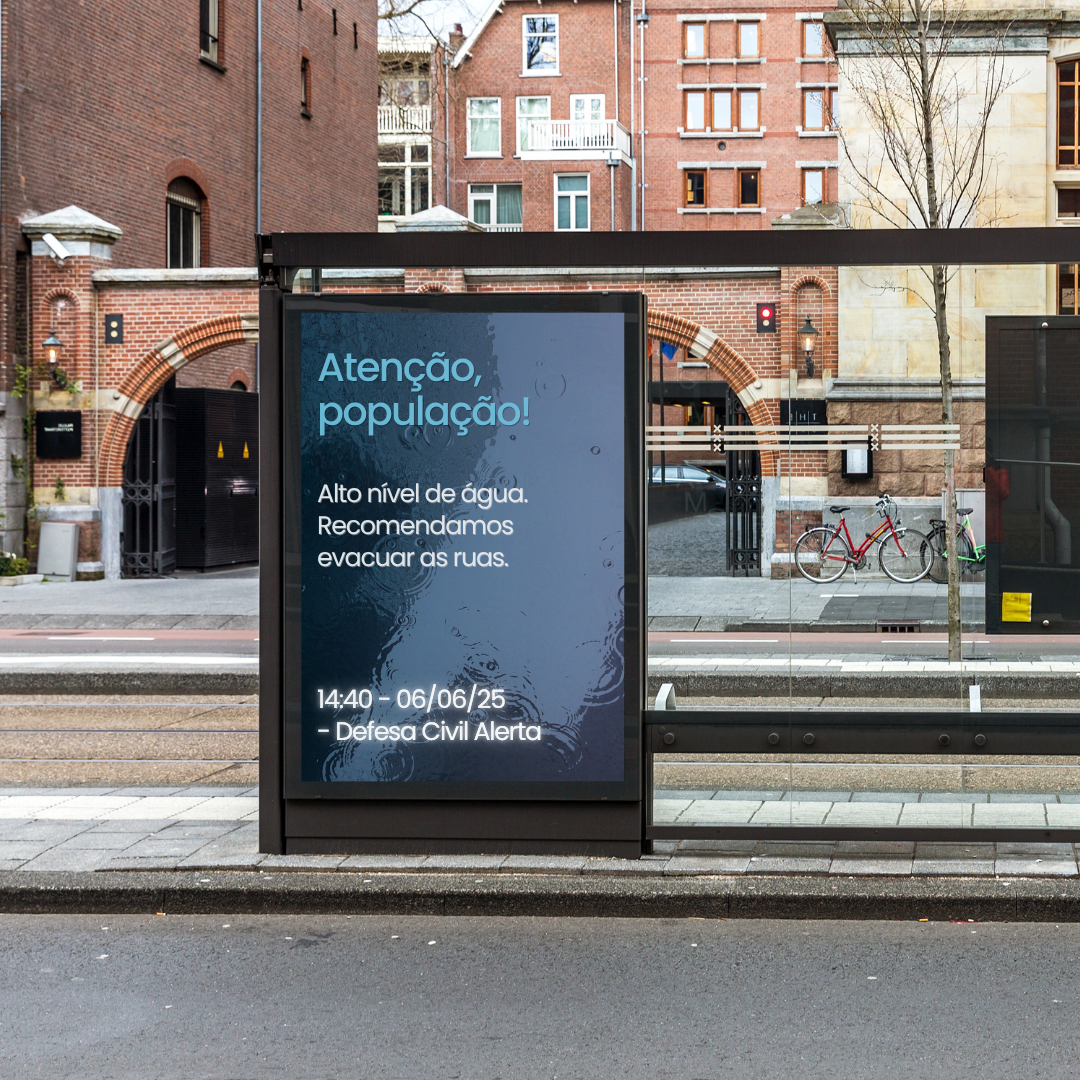 Atenção,
população!
Alto nível de água.
Recomendamos
evacuar as ruas.
14:40 - 06/06/25
- Defesa Civil Alerta